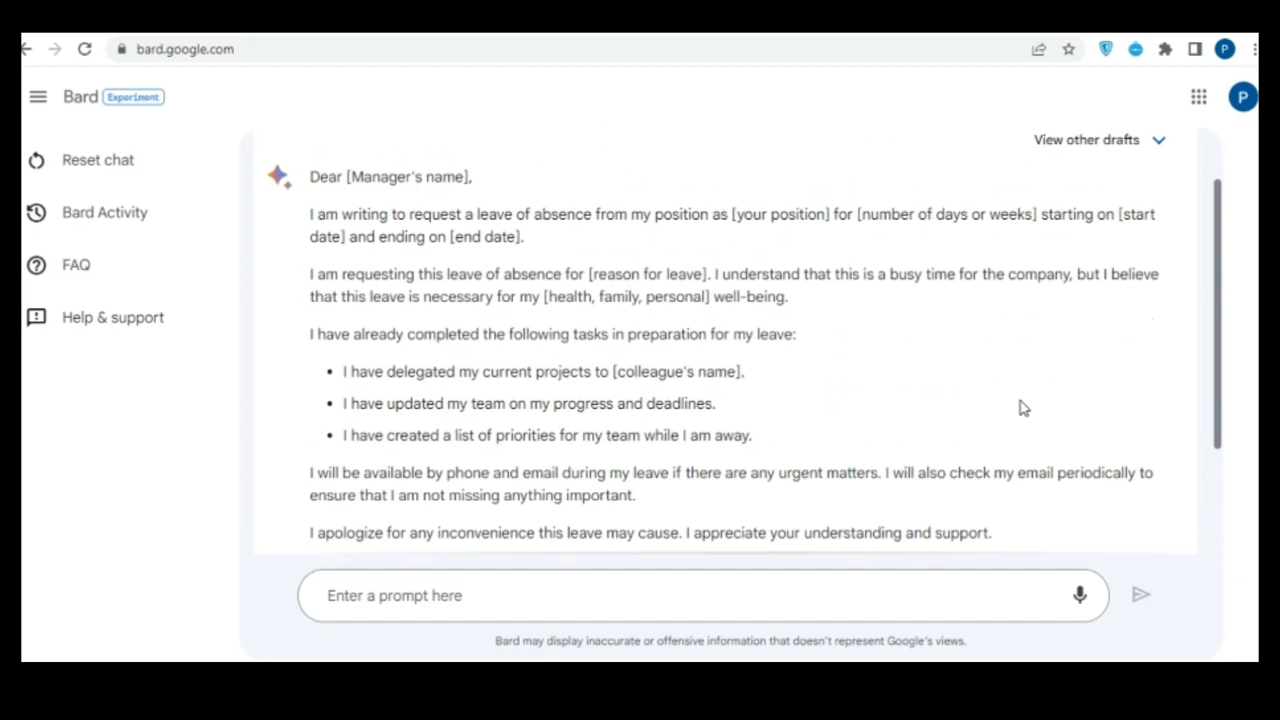 bard.google.com
P
Bard Experiment
P
Reset chat
Bard Activity
FAQ
Help & support
View other drafts
Dear [Manager's name],
I am writing to request a leave of absence from my position as [your position] for [number of days or weeks] starting on [start
date] and ending on [end date].
I am requesting this leave of absence for [reason for leave]. I understand that this is a busy time for the company, but I believe
that this leave is necessary for my [health, family, personal] well-being.
I have already completed the following tasks in preparation for my leave:
• I have delegated my current projects to [colleague's name].
• I have updated my team on my progress and deadlines.
• I have created a list of priorities for my team while I am away.
I will be available by phone and email during my leave if there are any urgent matters. I will also check my email periodically to
ensure that I am not missing anything important.
I apologize for any inconvenience this leave may cause. I appreciate your understanding and support.
Enter a prompt here
Bard may display inaccurate or offensive information that doesn't represent Google's views.